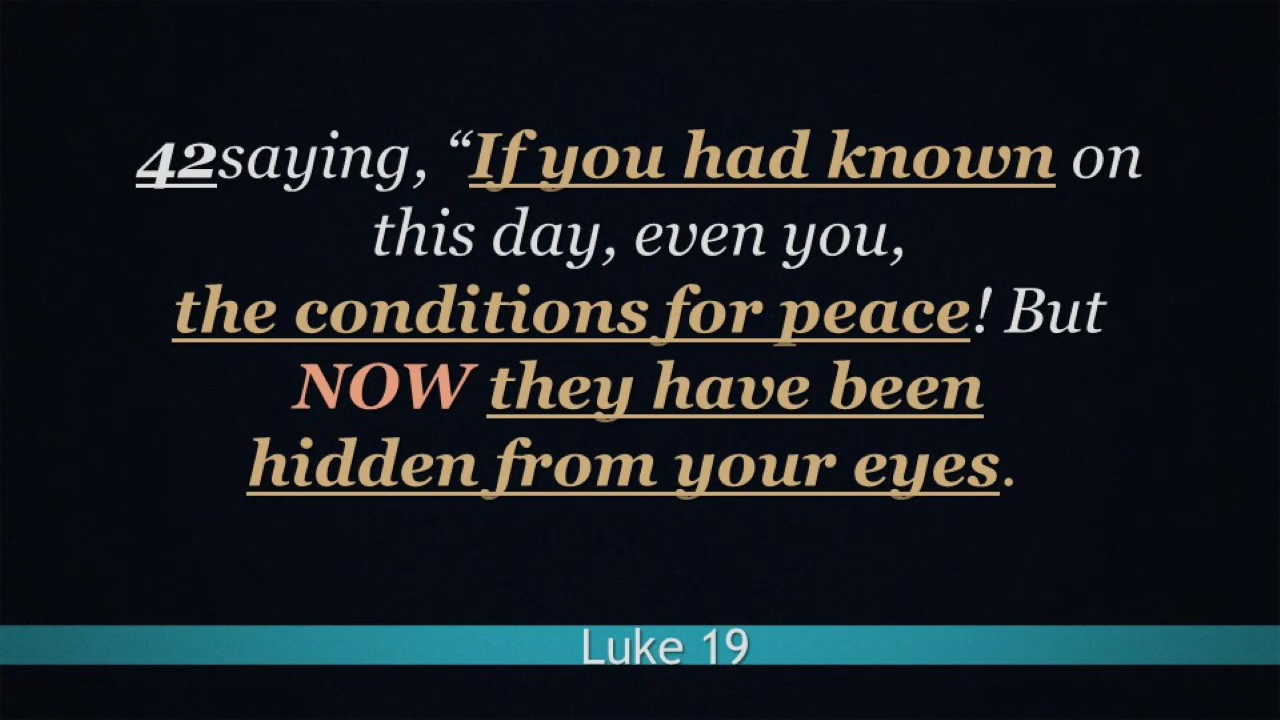 42saying, “If you had known on
this day, even you,
the conditions for peace! But
NOW they have been
hidden from your eyes.
Luke 19